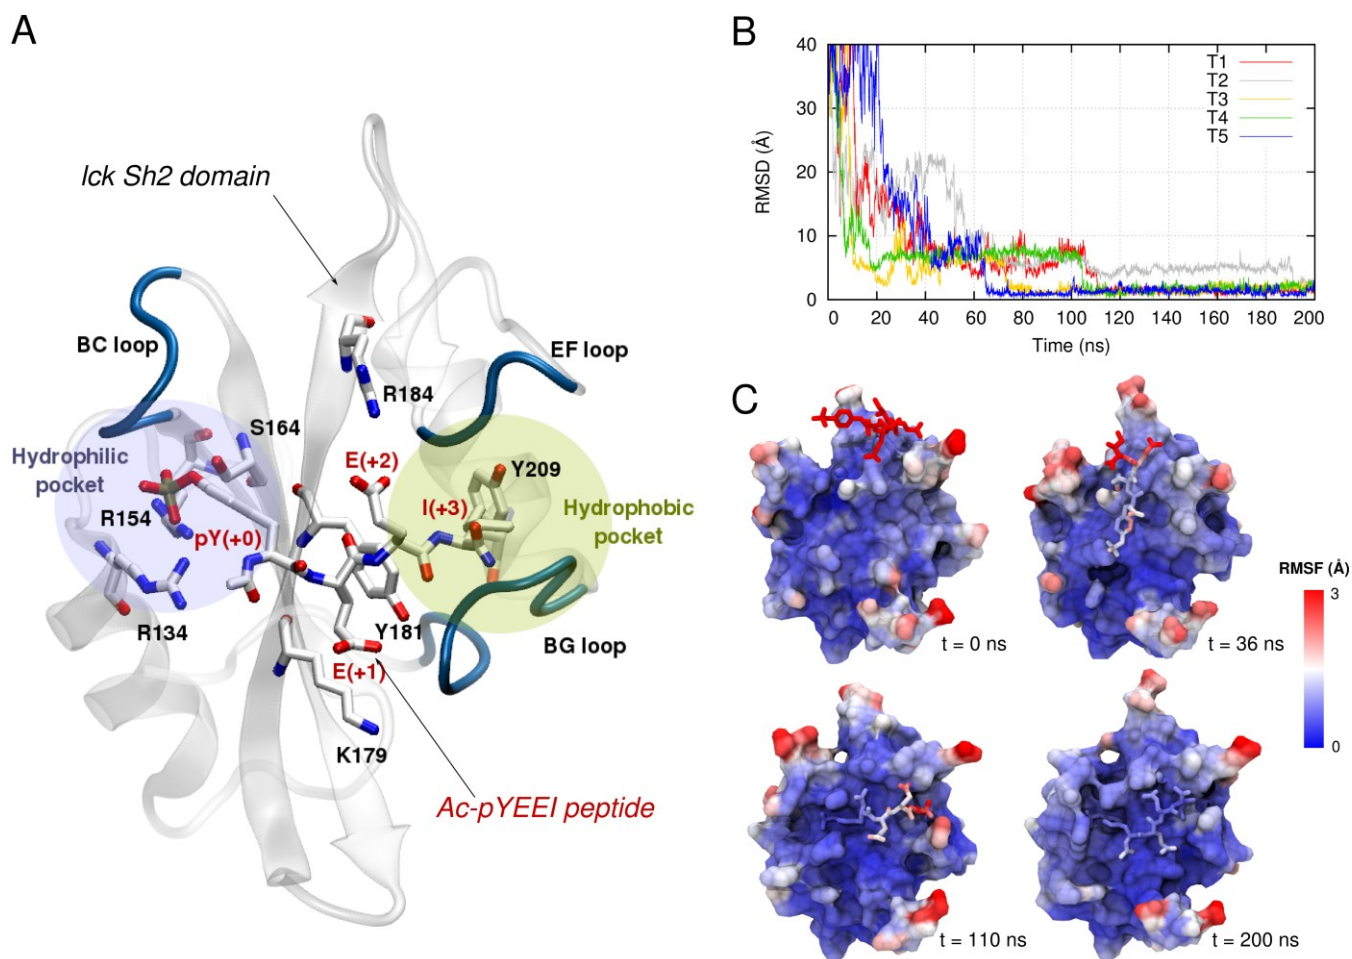 A
lck Sh2 domain
BC loop
EF loop
R184
S164
Hydrophilic
pocket
E(+2)
Y209
R154
I(+3)
Hydrophobic
pocket
pY(+0)
R134
Y181
BG loop
E(+1)
K179
Ac-pYEEI peptide
B
40
30
20
10
0
RMSD (Å)
T1
T2
T3
T4
T5
0 20 40 60 80 100 120 140 160 180 200
Time (ns)
C
t = 0 ns
t = 36 ns
RMSF (Å)
3
0
t = 110 ns
t = 200 ns